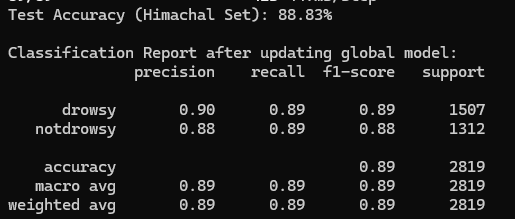 Test Accuracy (Himachal Set): 88.83%
Classification Report after updating global model:
precision recall f1-score support
drowsy 0.90 0.89 0.89 1507
notdrowsy 0.88 0.89 0.88 1312
accuracy 0.89 2819
macro avg 0.89 0.89 0.89 2819
weighted avg 0.89 0.89 0.89 2819